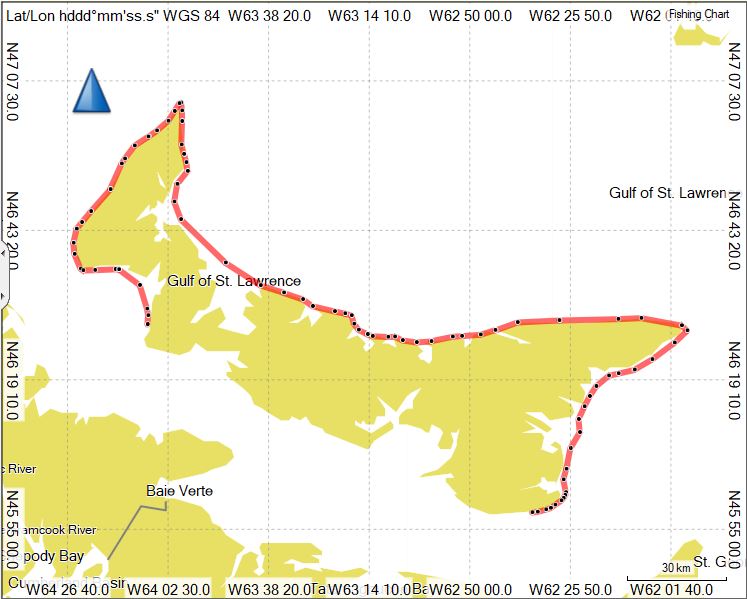 Lat/Lon hddd°mm'ss.s" WGS 84 W63 38 20.0 W63 14 10.0 W62 50 00.0 W62 25 50.0 W62
Fishing Chart
N47 07 30.0
N47 07 30.0
Gulf of St. Lawren
N46 43 20.0
N46 43 20.0
Gulf of St. Lawrence
N46 19 10.0
N46 19 10.0
c River
Baie Verte
amcook River
N45 55 00.0
N45 55 00.0
pody Bay
St. G
30 km
W64 26 40.0 W64 02 30.0 W63 38 20.0 Ta W63 14 10.0 Ba W62 50 00.0 W62 25 50.0 W62 01 40.0